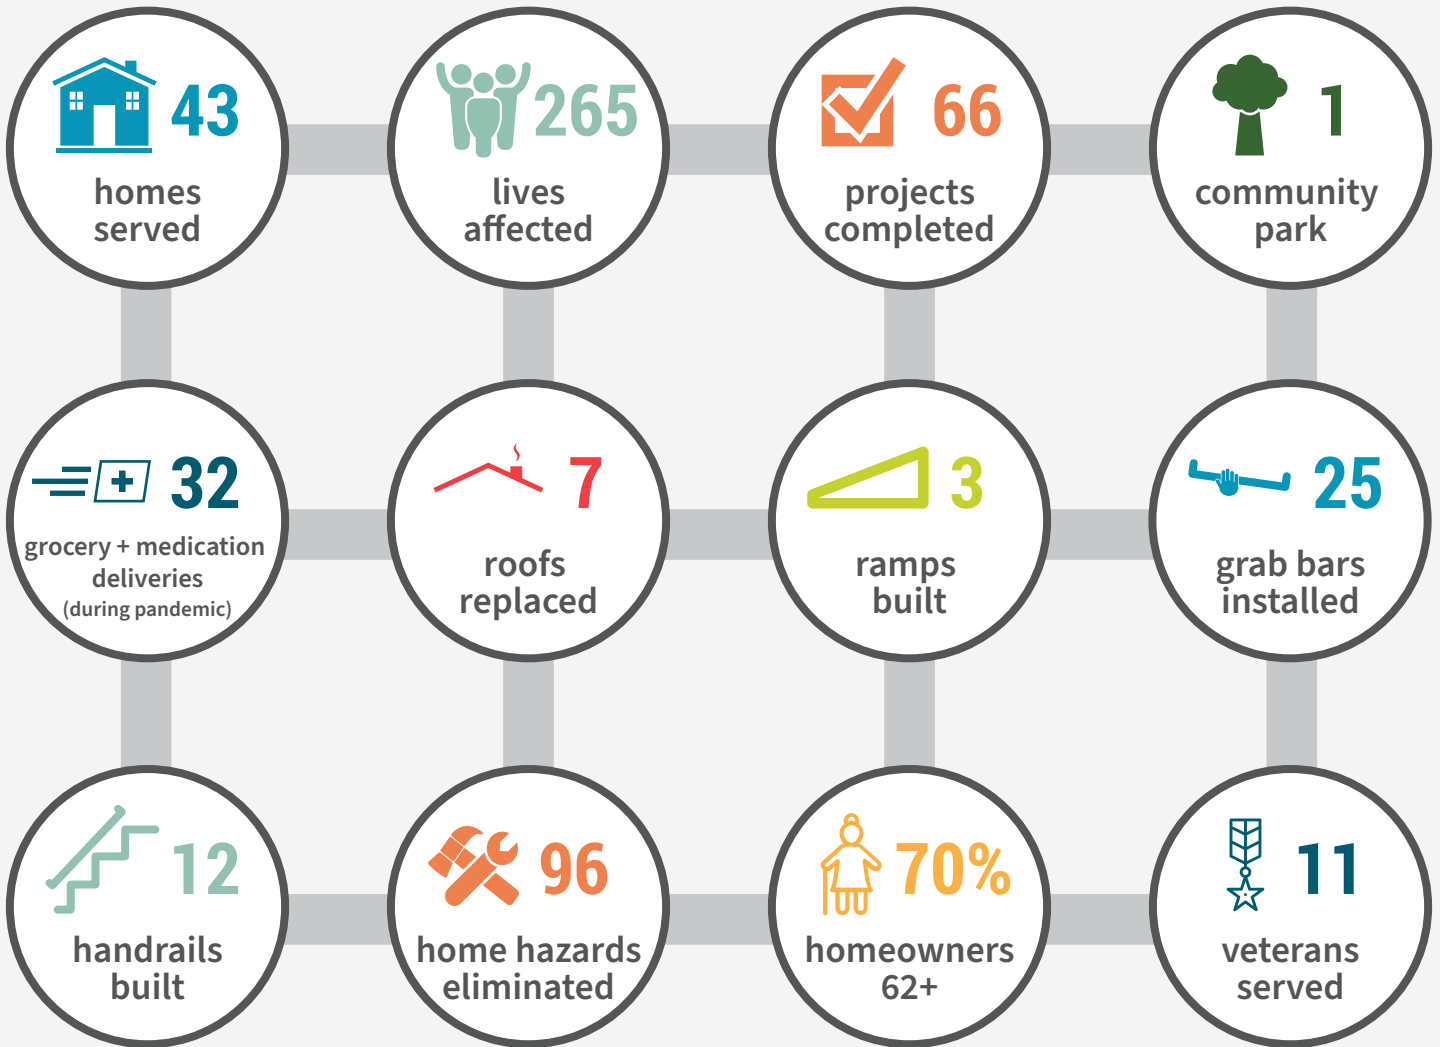 43
homes
served
265
lives
affected
66
projects
completed
1
community
park
32
grocery + medication
deliveries
(during pandemic)
7
roofs
replaced
3
ramps
built
25
grab bars
installed
12
handrails
built
96
home hazards
eliminated
70%
homeowners
62+
11
veterans
served